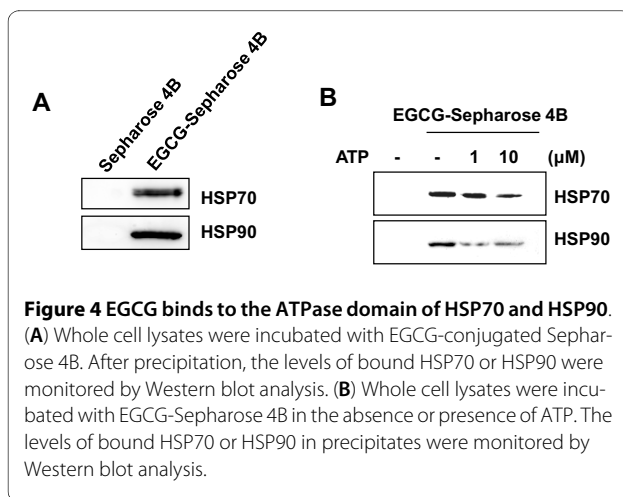 A
Sepharose 4B
EGCG-Sepharose 4B
HSP70
HSP90
B
EGCG-Sepharose 4B
ATP - - 1 10 (µM)
HSP70
HSP90
Figure 4 EGCG binds to the ATPase domain of HSP70 and HSP90.
(A) Whole cell lysates were incubated with EGCG-conjugated Sephar-
ose 4B. After precipitation, the levels of bound HSP70 or HSP90 were
monitored by Western blot analysis. (B) Whole cell lysates were incu-
bated with EGCG-Sepharose 4B in the absence or presence of ATP. The
levels of bound HSP70 or HSP90 in precipitates were monitored by
Western blot analysis.